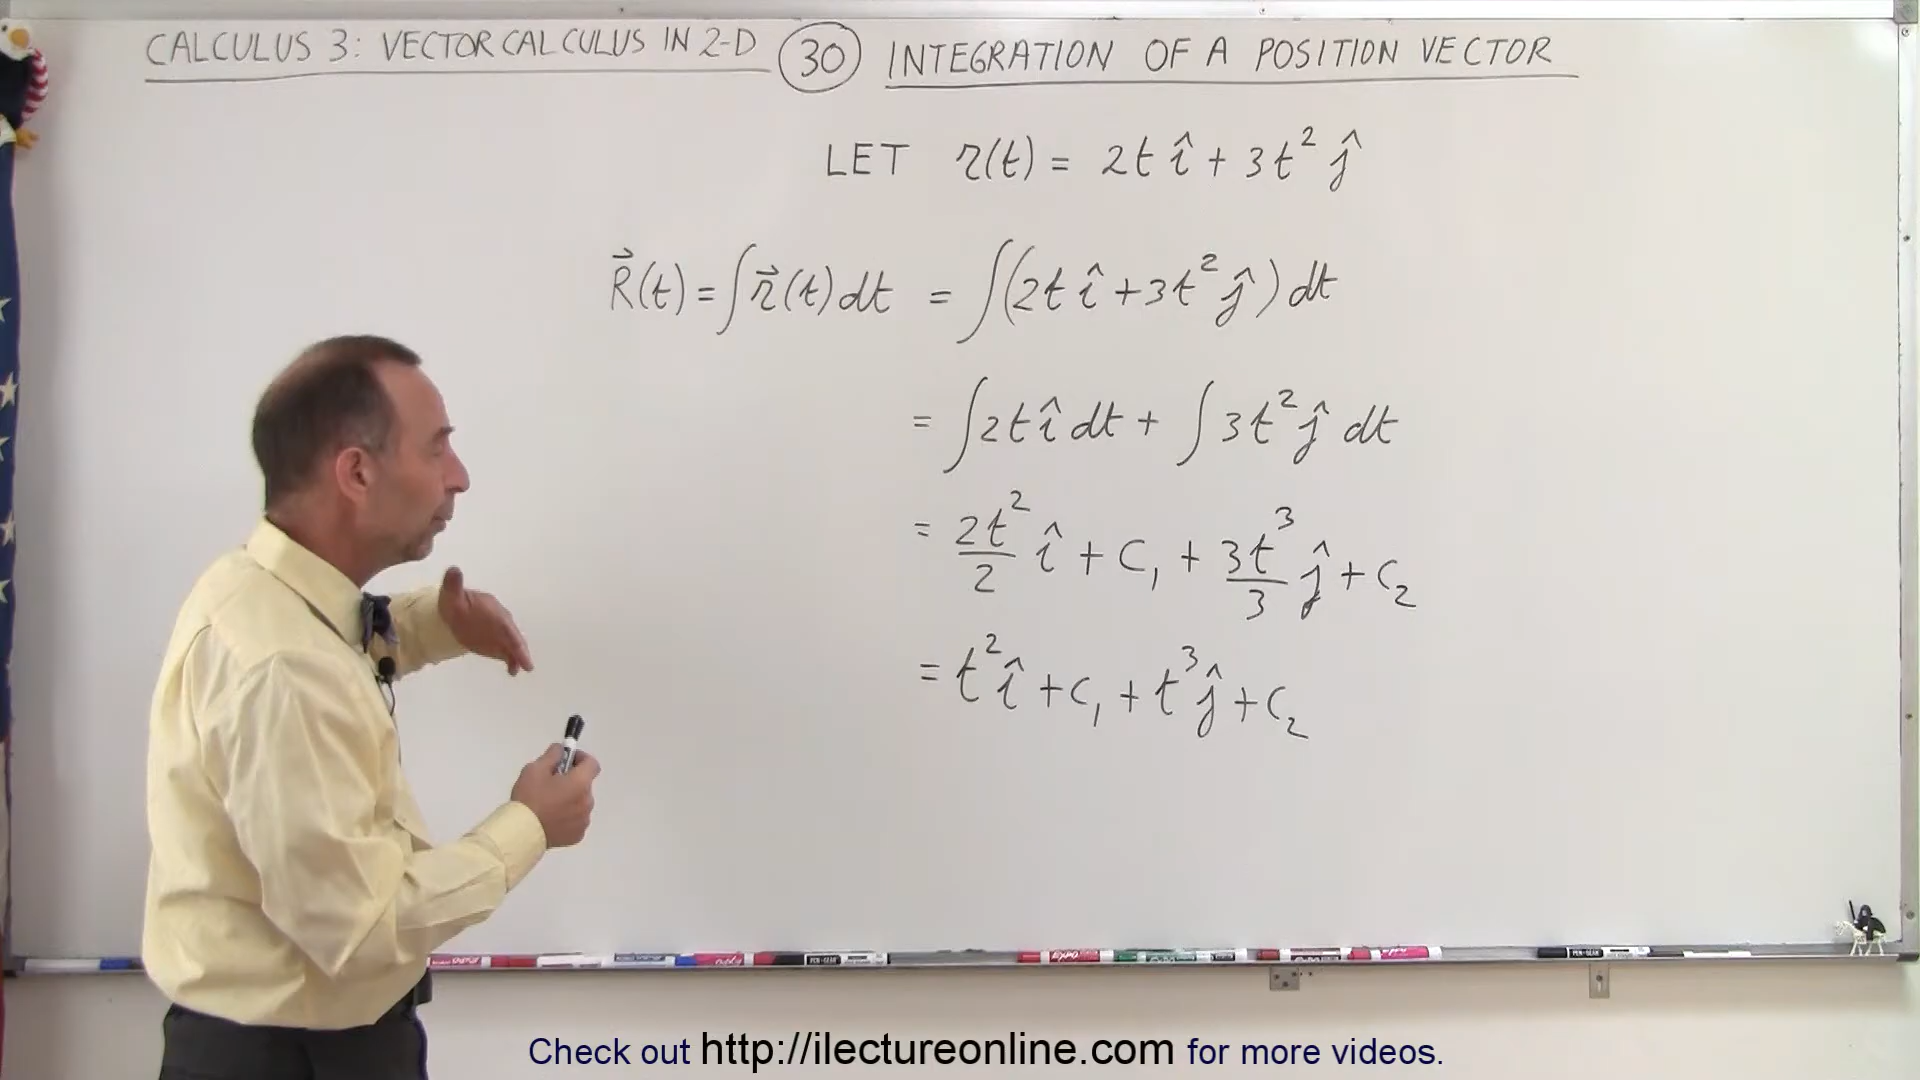 CALCULUS 3: VECTOR CALCULUS IN 2-D (30) INTEGRATION OF A POSITION VECTOR
LET r(t) = 2t î + 3t² ĵ
R⃗(t) = ∫r⃗(t)dt = ∫(2t î + 3t² ĵ)dt
= ∫2t î dt + ∫3t² ĵ dt
= 2t²/2 î + C₁ + 3t³/3 ĵ + C₂
= t² î + C₁ + t³ ĵ + C₂
EXPO
Check out http://ilectureonline.com for more videos.